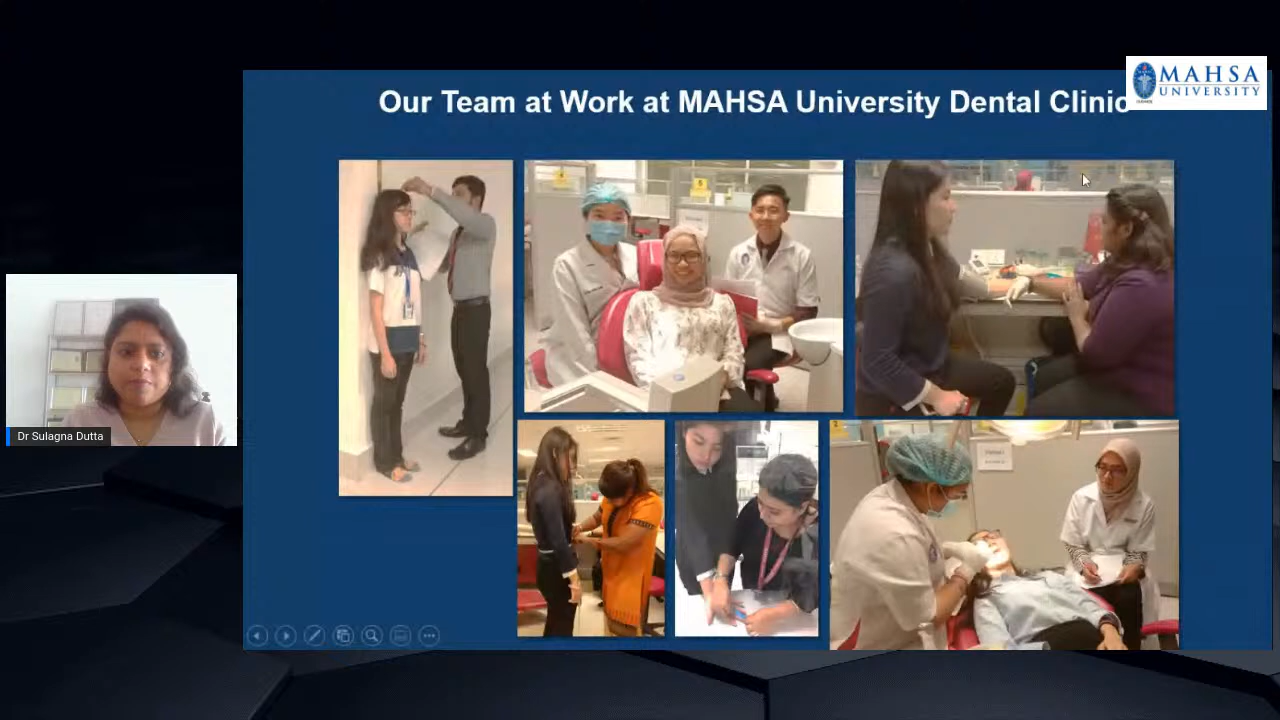 Our Team at Work at MAHSA University Dental Clinic
MAHSA
UNIVERSITY
Dr Sulagna Dutta